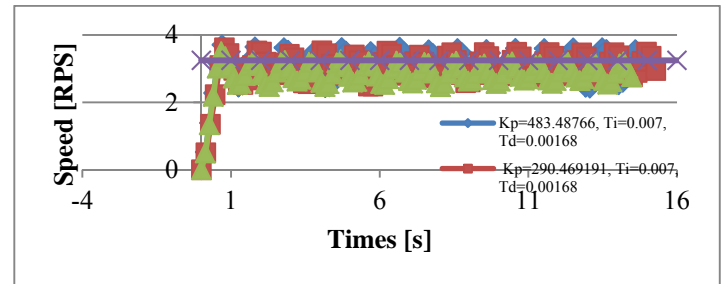 4
2
0
-4
1
6
11
16
Speed [RPS]
Times [s]
Kp=483.48766, Ti=0.007,
Td=0.00168
Kp=290.469191, Ti=0.007,
Td=0.00168